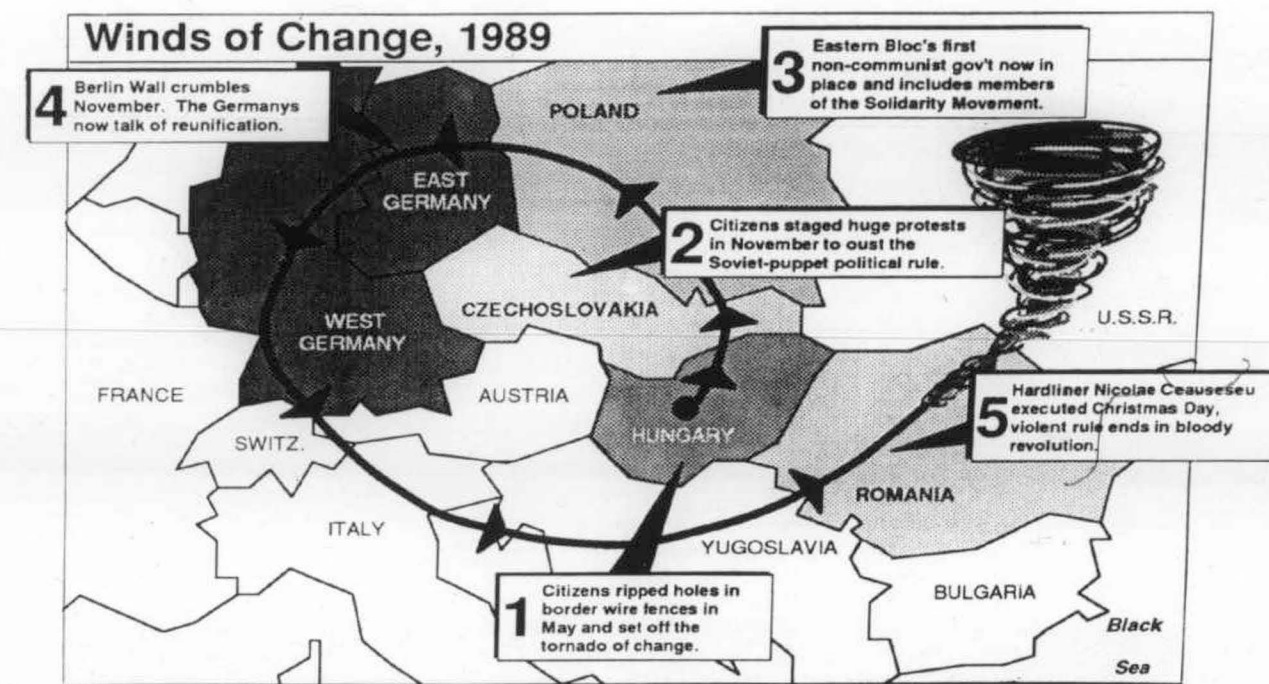 Winds of Change, 1989
4
Berlin Wall crumbles
November. The Germanys
now talk of reunification.
3
Eastern Bloc's first
non-communist gov't now in
place and includes members
of the Solidarity Movement.
POLAND
EAST
GERMANY
2
Citizens staged huge protests
in November to oust the
Soviet-puppet political rule.
CZECHOSLOVAKIA
WEST
GERMANY
U.S.S.R.
FRANCE
AUSTRIA
HUNGARY
5
Hardliner Nicolae Ceauseseu
executed Christmas Day,
violent rule ends in bloody
revolution.
SWITZ.
ROMANIA
ITALY
YUGOSLAVIA
1
Citizens ripped holes in
border wire fences in
May and set off the
tornado of change.
BULGARIA
Black
Sea